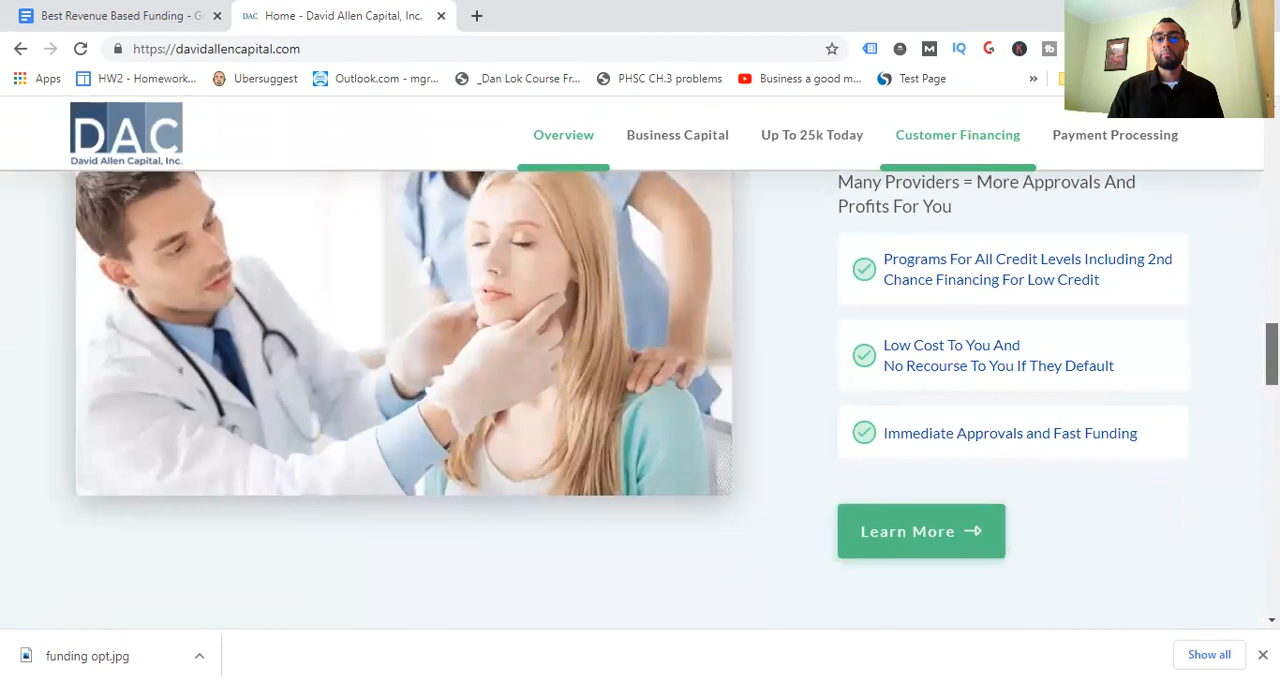 Best Revenue Based Funding - G
DAC Home - David Allen Capital, Inc.
https://davidallencapital.com
M IQ G K tb
Apps HW2 - Homework... Ubersuggest Outlook.com - mgr... _Dan Lok Course Fr... PHSC CH.3 problems Business a good m... Test Page »
DAC
David Allen Capital, Inc.
Overview Business Capital Up To 25k Today Customer Financing Payment Processing
Many Providers = More Approvals And
Profits For You
Programs For All Credit Levels Including 2nd
Chance Financing For Low Credit
Low Cost To You And
No Recourse To You If They Default
Immediate Approvals and Fast Funding
Learn More
funding opt.jpg
Show all